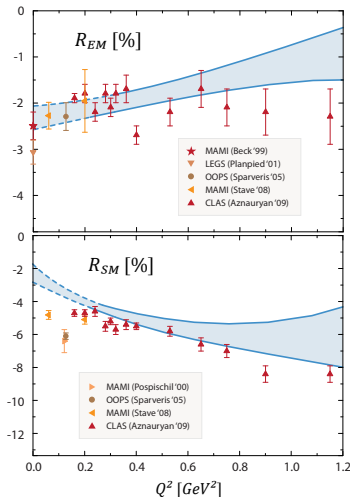 R_EM [%]
0
-1
-2
-3
-4
MAMI (Beck '99)
LEGS (Planpied '01)
OOPS (Sparveris '05)
MAMI (Stave '08)
CLAS (Aznauryan '09)
R_SM [%]
-2
-4
-6
-8
-10
-12
MAMI (Pospischil '00)
OOPS (Sparveris '05)
MAMI (Stave '08)
CLAS (Aznauryan '09)
0.0 0.2 0.4 0.6 0.8 1.0 1.2
Q² [GeV²]